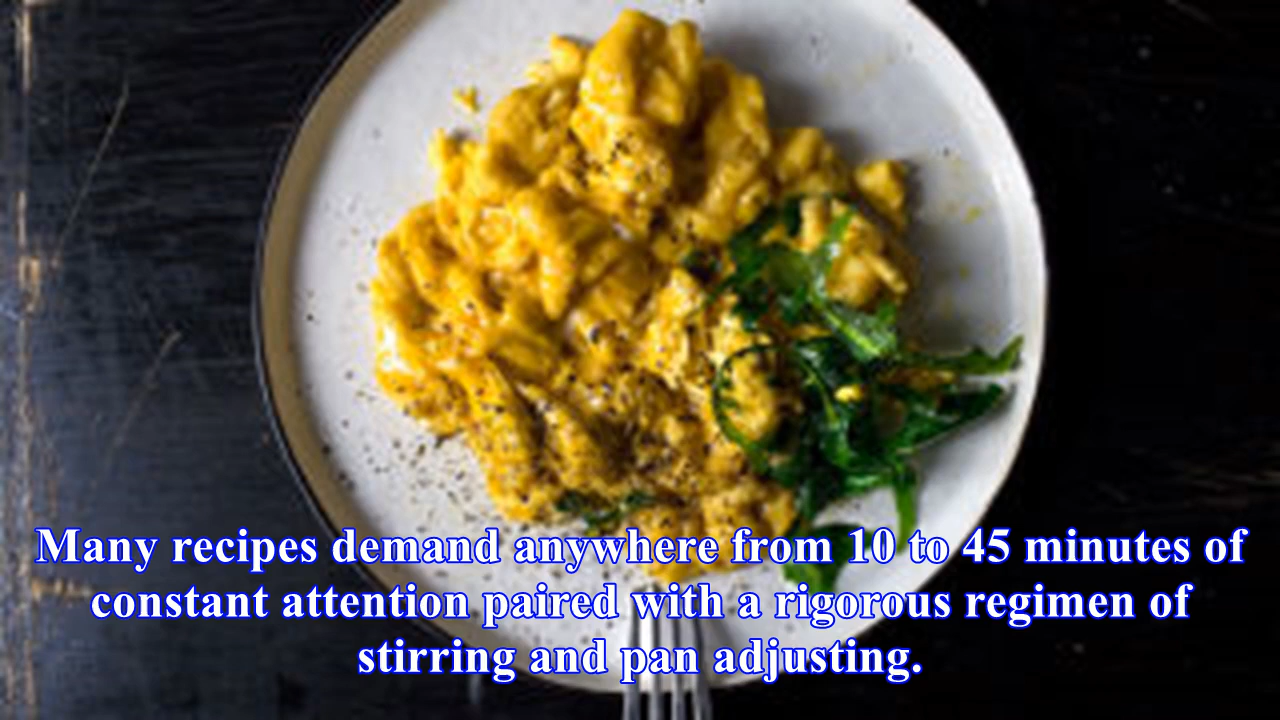 Many recipes demand anywhere from 10 to 45 minutes of
constant attention paired with a rigorous regimen of
stirring and pan adjusting.